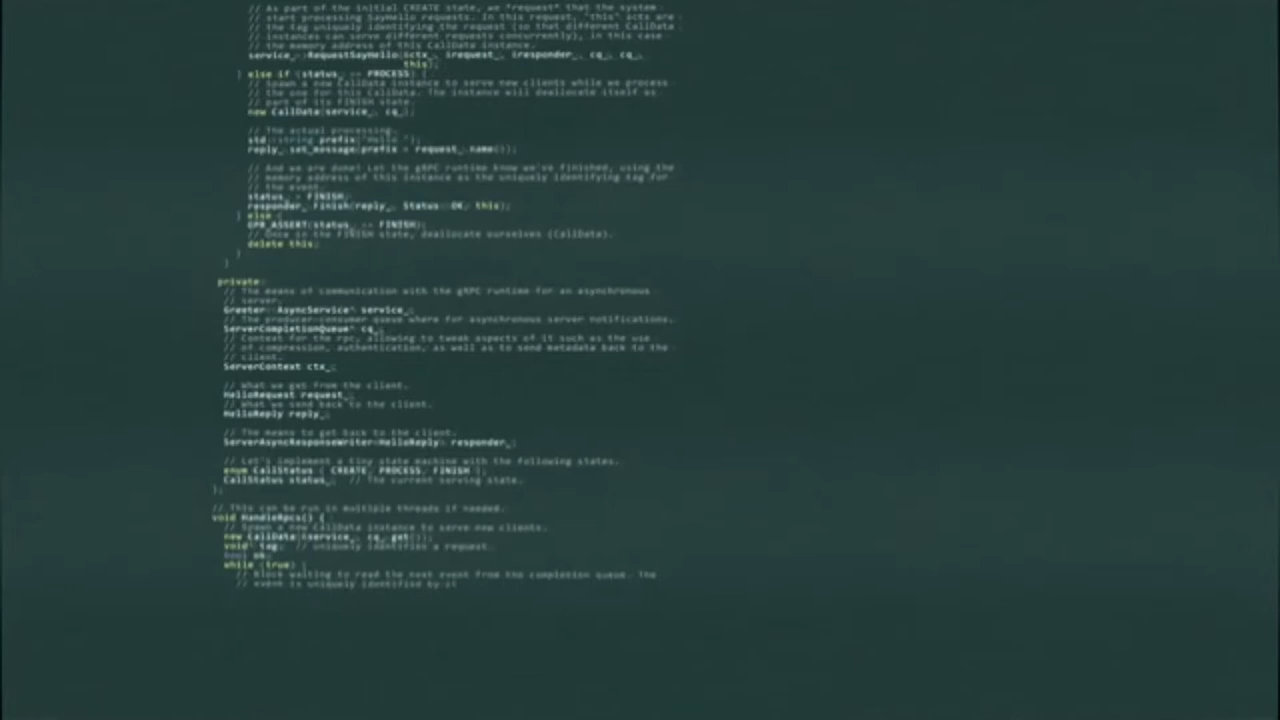 // As part of the initial CREATE state, we *request* that the system
// start processing SayHello requests. In this request, "this" acts are
// the tag uniquely identifying the request (so that different CallData
// instances can serve different requests concurrently), in this case
// the memory address of this CallData instance.
service_->RequestSayHello(&ctx_, &request_, &responder_, cq_, cq_,
this);
} else if (status_ == PROCESS) {
// Spawn a new CallData instance to serve new clients while we process
// the one for this CallData. The instance will deallocate itself as
// part of its FINISH state.
new CallData(service_, cq_);
// The actual processing.
std::string prefix("Hello ");
reply_.set_message(prefix + request_.name());
// And we are done! Let the gRPC runtime know we've finished, using the
// memory address of this instance as the uniquely identifying tag for
// the event.
status_ = FINISH;
responder_.Finish(reply_, Status::OK, this);
} else {
GPR_ASSERT(status_ == FINISH);
// Once in the FINISH state, deallocate ourselves (CallData).
delete this;
}
}
private:
// The means of communication with the gRPC runtime for an asynchronous
// server.
Greeter::AsyncService* service_;
// The producer-consumer queue where for asynchronous server notifications.
ServerCompletionQueue* cq_;
// Context for the rpc, allowing to tweak aspects of it such as the use
// of compression, authentication, as well as to send metadata back to the
// client.
ServerContext ctx_;
// What we get from the client.
HelloRequest request_;
// What we send back to the client.
HelloReply reply_;
// The means to get back to the client.
ServerAsyncResponseWriter<HelloReply> responder_;
// Let's implement a tiny state machine with the following states.
enum CallStatus { CREATE, PROCESS, FINISH };
CallStatus status_; // The current serving state.
};
// This can be run in multiple threads if needed.
void HandleRpcs() {
// Spawn a new CallData instance to serve new clients.
new CallData(&service_, cq_.get());
void* tag; // uniquely identifies a request.
bool ok;
while (true) {
// Block waiting to read the next event from the completion queue. The
// event is uniquely identified by it